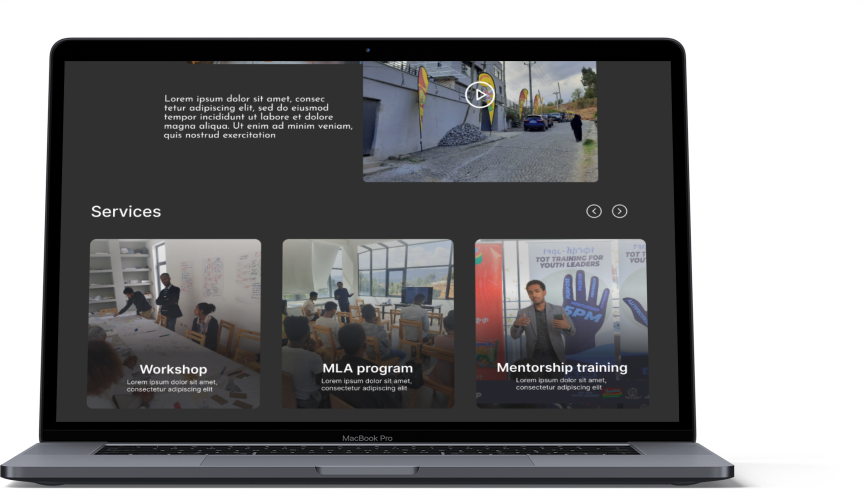 Lorem ipsum dolor sit amet, consec
tetur adipiscing elit, sed do eiusmod
tempor incididunt ut labore et dolore
magna aliqua. Ut enim ad minim veniam,
quis nostrud exercitation
Services
TOT TRAINING FOR
YOUTH LEADERS
5PM
Workshop
Lorem ipsum dolor sit amet,
consectetur adipiscing elit
MLA program
Lorem ipsum dolor sit amet,
consectetur adipiscing elit
Mentorship training
Lorem ipsum dolor sit amet,
consectetur adipiscing elit
MacBook Pro